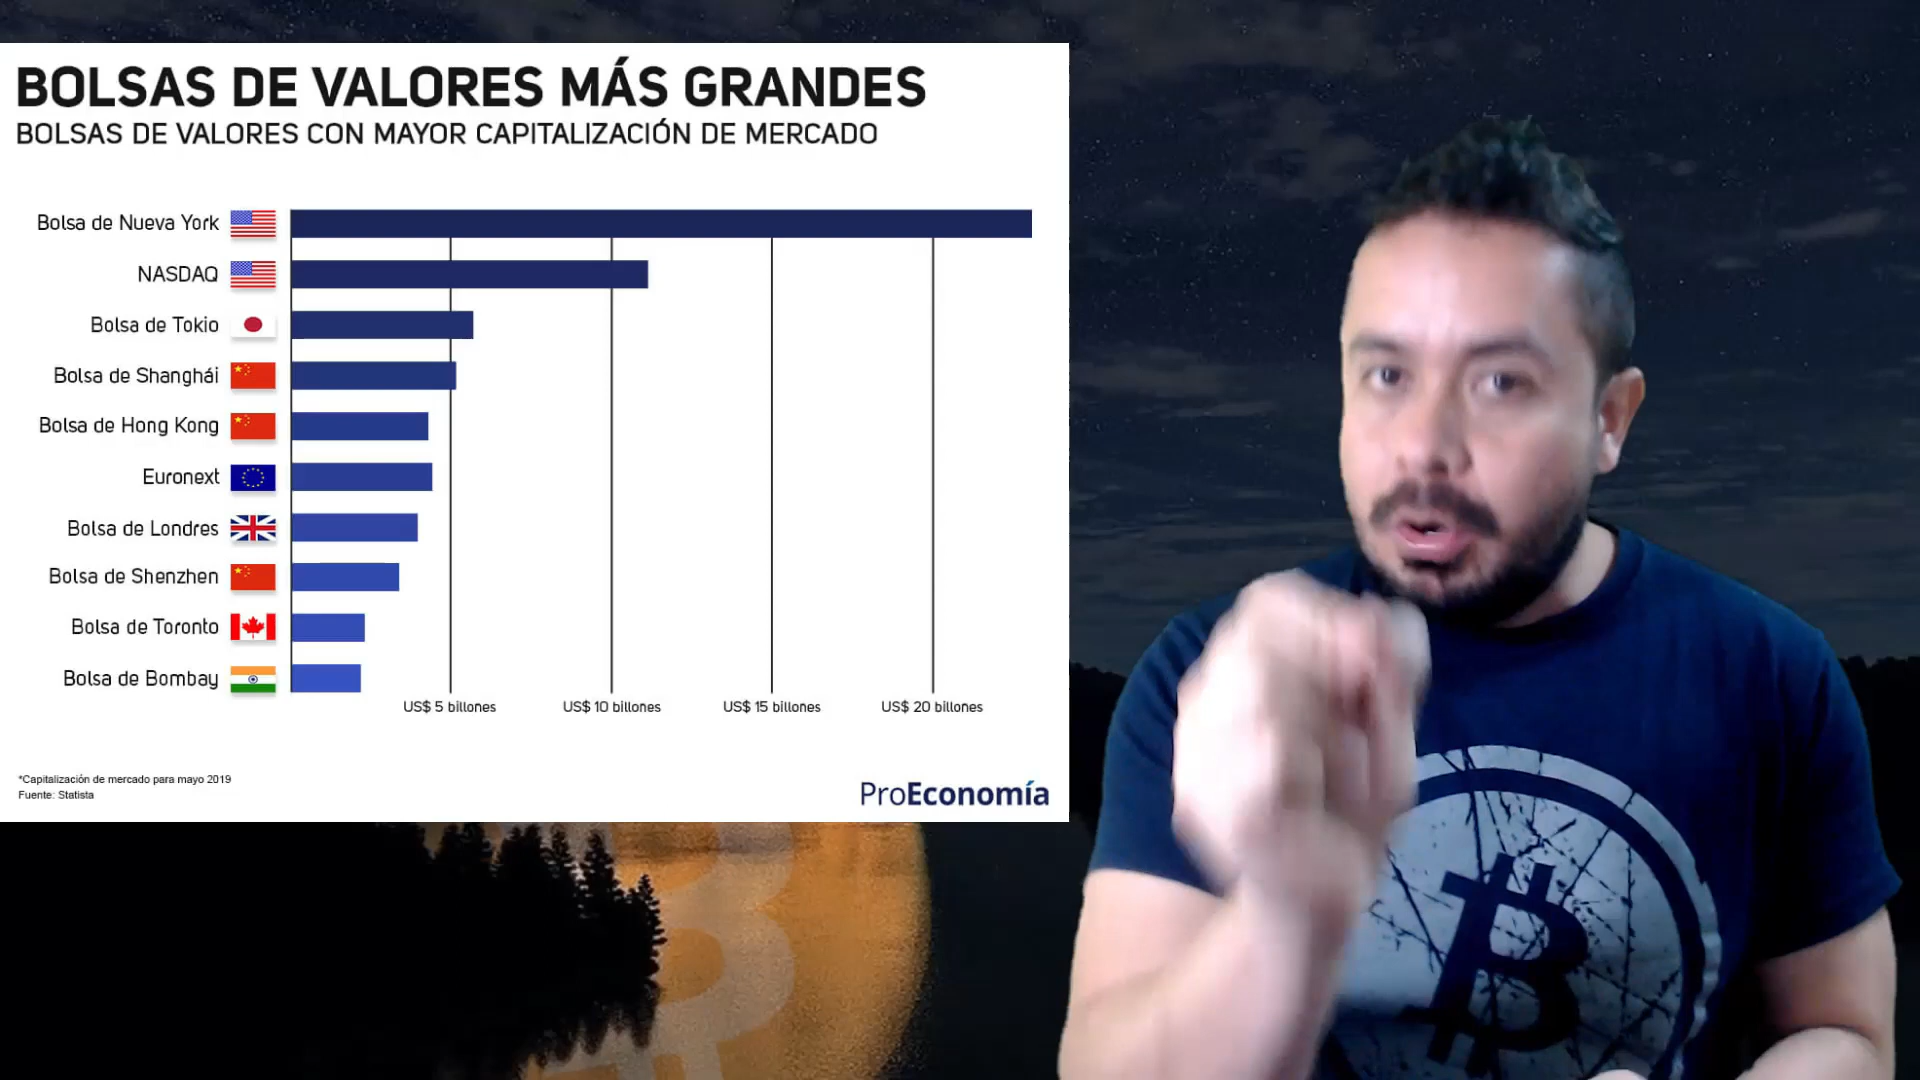 BOLSAS DE VALORES MÁS GRANDES
BOLSAS DE VALORES CON MAYOR CAPITALIZACIÓN DE MERCADO
Bolsa de Nueva York
NASDAQ
Bolsa de Tokio
Bolsa de Shanghái
Bolsa de Hong Kong
Euronext
Bolsa de Londres
Bolsa de Shenzhen
Bolsa de Toronto
Bolsa de Bombay
US$ 5 billones US$ 10 billones US$ 15 billones US$ 20 billones
*Capitalización de mercado para mayo 2019
Fuente: Statista
ProEconomía